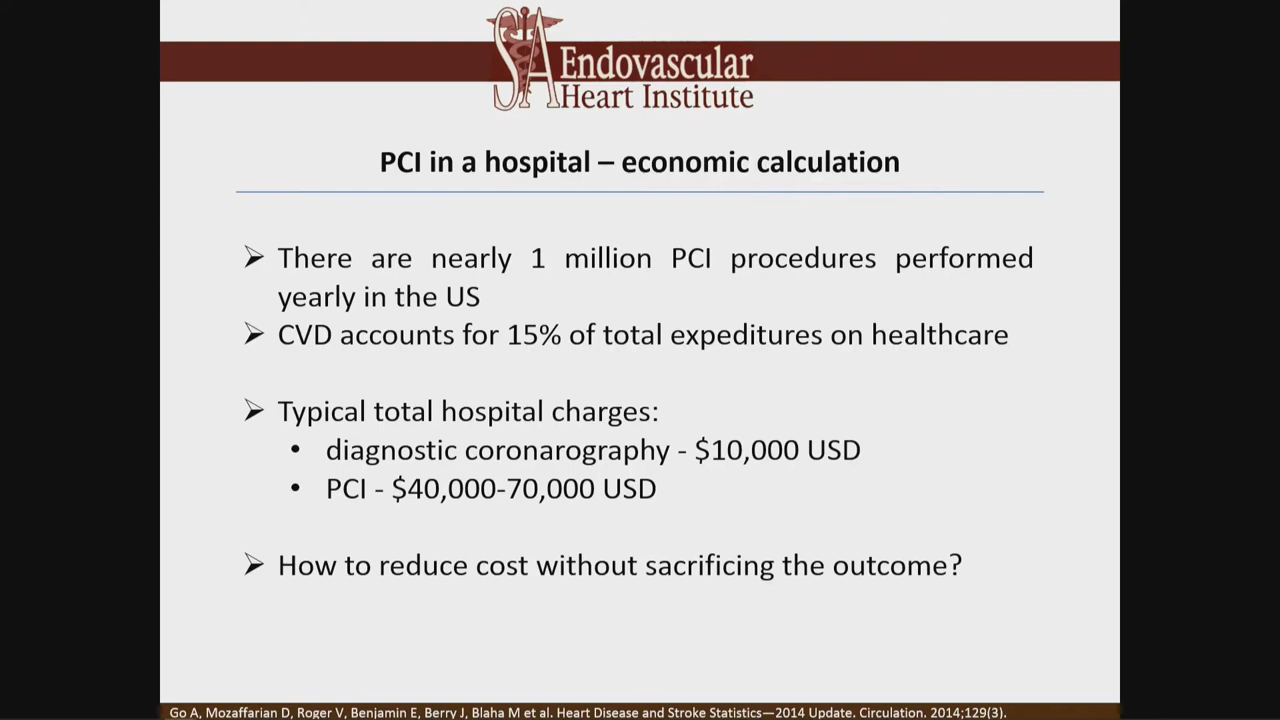 SA Endovascular
Heart Institute
PCI in a hospital – economic calculation
➢ There are nearly 1 million PCI procedures performed
yearly in the US
➢ CVD accounts for 15% of total expeditures on healthcare
➢ Typical total hospital charges:
• diagnostic coronarography - $10,000 USD
• PCI - $40,000-70,000 USD
➢ How to reduce cost without sacrificing the outcome?
Go A, Mozaffarian D, Roger V, Benjamin E, Berry J, Blaha M et al. Heart Disease and Stroke Statistics—2014 Update. Circulation. 2014;129(3).